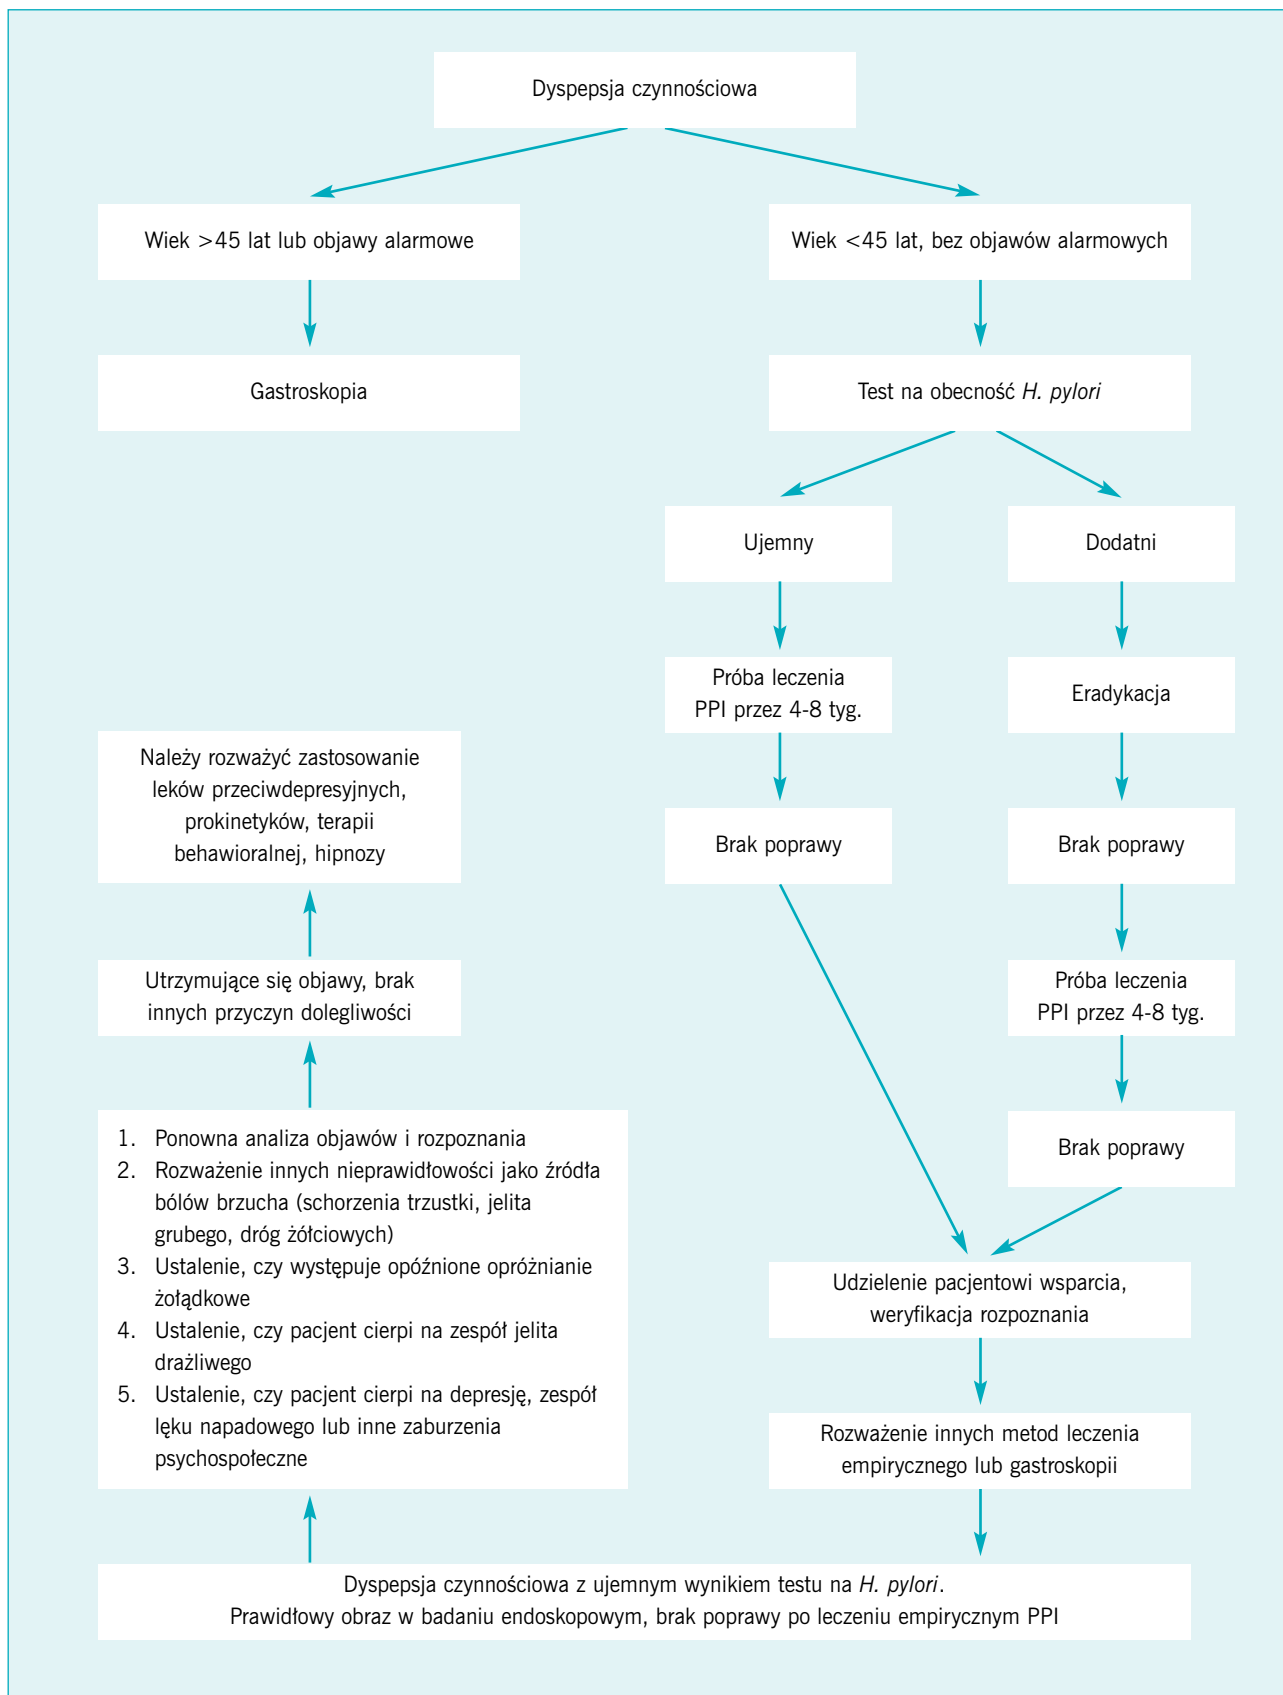 Dyspepsja czynnościowa
Wiek >45 lat lub objawy alarmowe
Wiek <45 lat, bez objawów alarmowych
Gastroskopia
Test na obecność H. pylori
Ujemny
Dodatni
Próba leczenia
PPI przez 4-8 tyg.
Eradykacja
Brak poprawy
Brak poprawy
Próba leczenia
PPI przez 4-8 tyg.
Brak poprawy
Udzielenie pacjentowi wsparcia,
weryfikacja rozpoznania
Rozważenie innych metod leczenia
empirycznego lub gastroskopii
Dyspepsja czynnościowa z ujemnym wynikiem testu na H. pylori.
Prawidłowy obraz w badaniu endoskopowym, brak poprawy po leczeniu empirycznym PPI
1. Ponowna analiza objawów i rozpoznania
2. Rozważenie innych nieprawidłowości jako źródła
bólów brzucha (schorzenia trzustki, jelita
grubego, dróg żółciowych)
3. Ustalenie, czy występuje opóźnione opróżnianie
żołądkowe
4. Ustalenie, czy pacjent cierpi na zespół jelita
drażliwego
5. Ustalenie, czy pacjent cierpi na depresję, zespół
lęku napadowego lub inne zaburzenia
psychospołeczne
Utrzymujące się objawy, brak
innych przyczyn dolegliwości
Należy rozważyć zastosowanie
leków przeciwdepresyjnych,
prokinetyków, terapii
behawioralnej, hipnozy